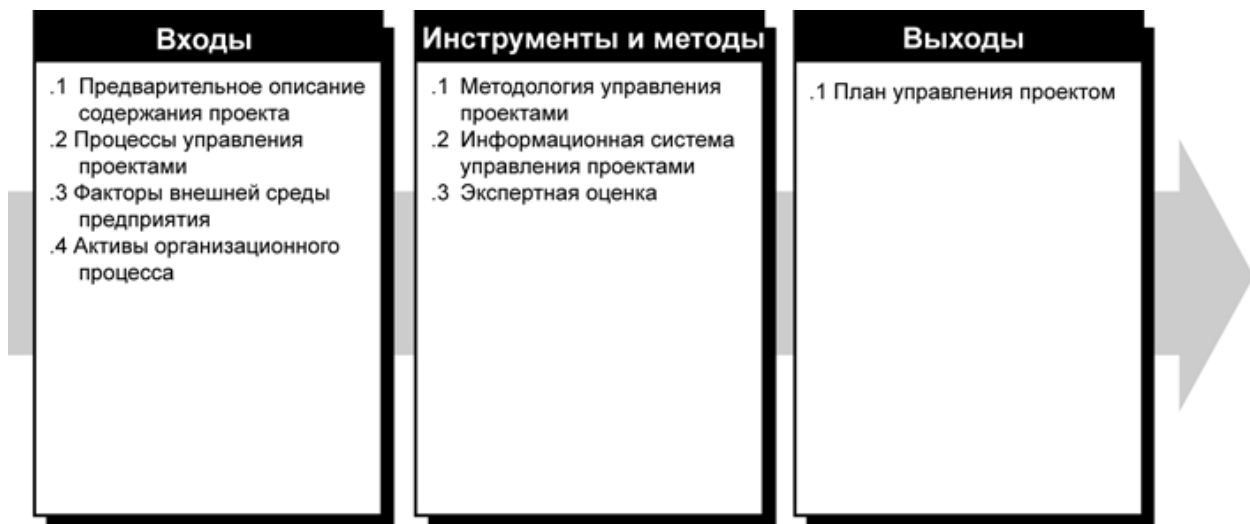 Входы
.1 Предварительное описание
содержания проекта
.2 Процессы управления
проектами
.3 Факторы внешней среды
предприятия
.4 Активы организационного
процесса
Инструменты и методы
.1 Методология управления
проектами
.2 Информационная система
управления проектами
.3 Экспертная оценка
Выходы
.1 План управления проектом